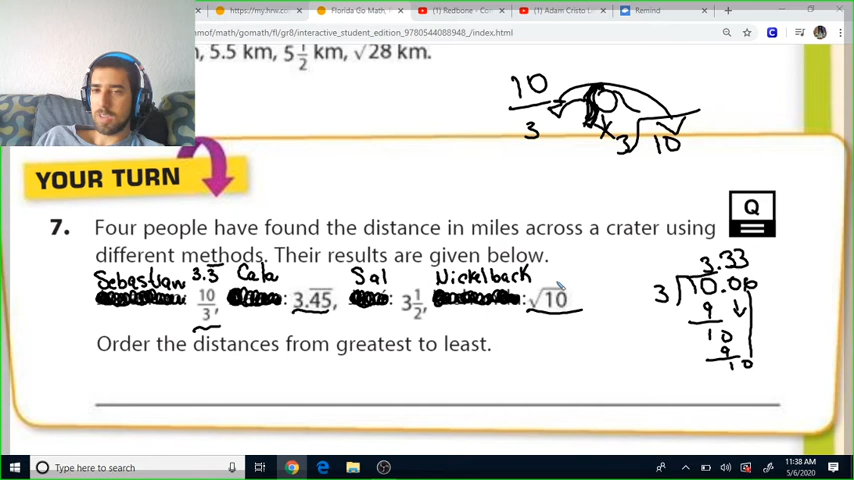 https://my.hrw.c
Florida Go Math,
(1) Redbone - Co
(1) Adam Cristo L
Remind
mof/math/gomath/fl/gr8/interactive_student_edition_9780544088948_/index.html
, 5.5 km, 5 1/2 km, √28 km.
10/3
3 10
YOUR TURN
Q
7. Four people have found the distance in miles across a crater using
different methods. Their results are given below.
Sebastian 3.3̅ Cala Sal Nickelback
10/3, : 3.4̅5̅, : 3 1/2, : √10
Order the distances from greatest to least.
3.33
3 10.00
9
10
9
10
Type here to search
11:38 AM
5/6/2020